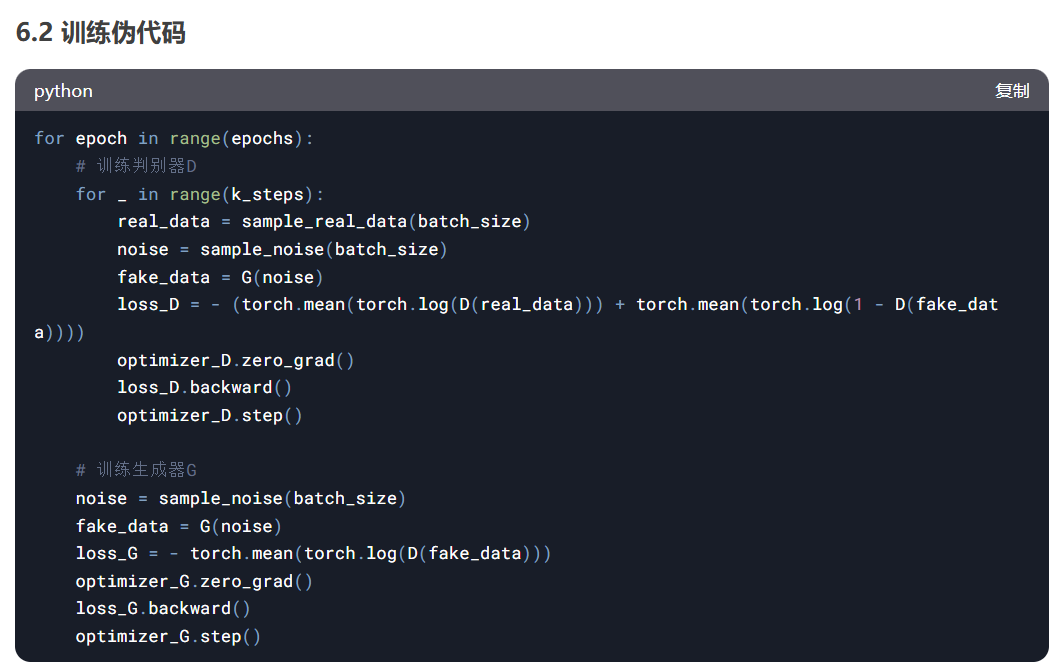 6.2 训练伪代码
python
复制
for epoch in range(epochs):
    # 训练判别器D
    for _ in range(k_steps):
        real_data = sample_real_data(batch_size)
        noise = sample_noise(batch_size)
        fake_data = G(noise)
        loss_D = - (torch.mean(torch.log(D(real_data))) + torch.mean(torch.log(1 - D(fake_dat
a))))
        optimizer_D.zero_grad()
        loss_D.backward()
        optimizer_D.step()
    # 训练生成器G
    noise = sample_noise(batch_size)
    fake_data = G(noise)
    loss_G = - torch.mean(torch.log(D(fake_data)))
    optimizer_G.zero_grad()
    loss_G.backward()
    optimizer_G.step()